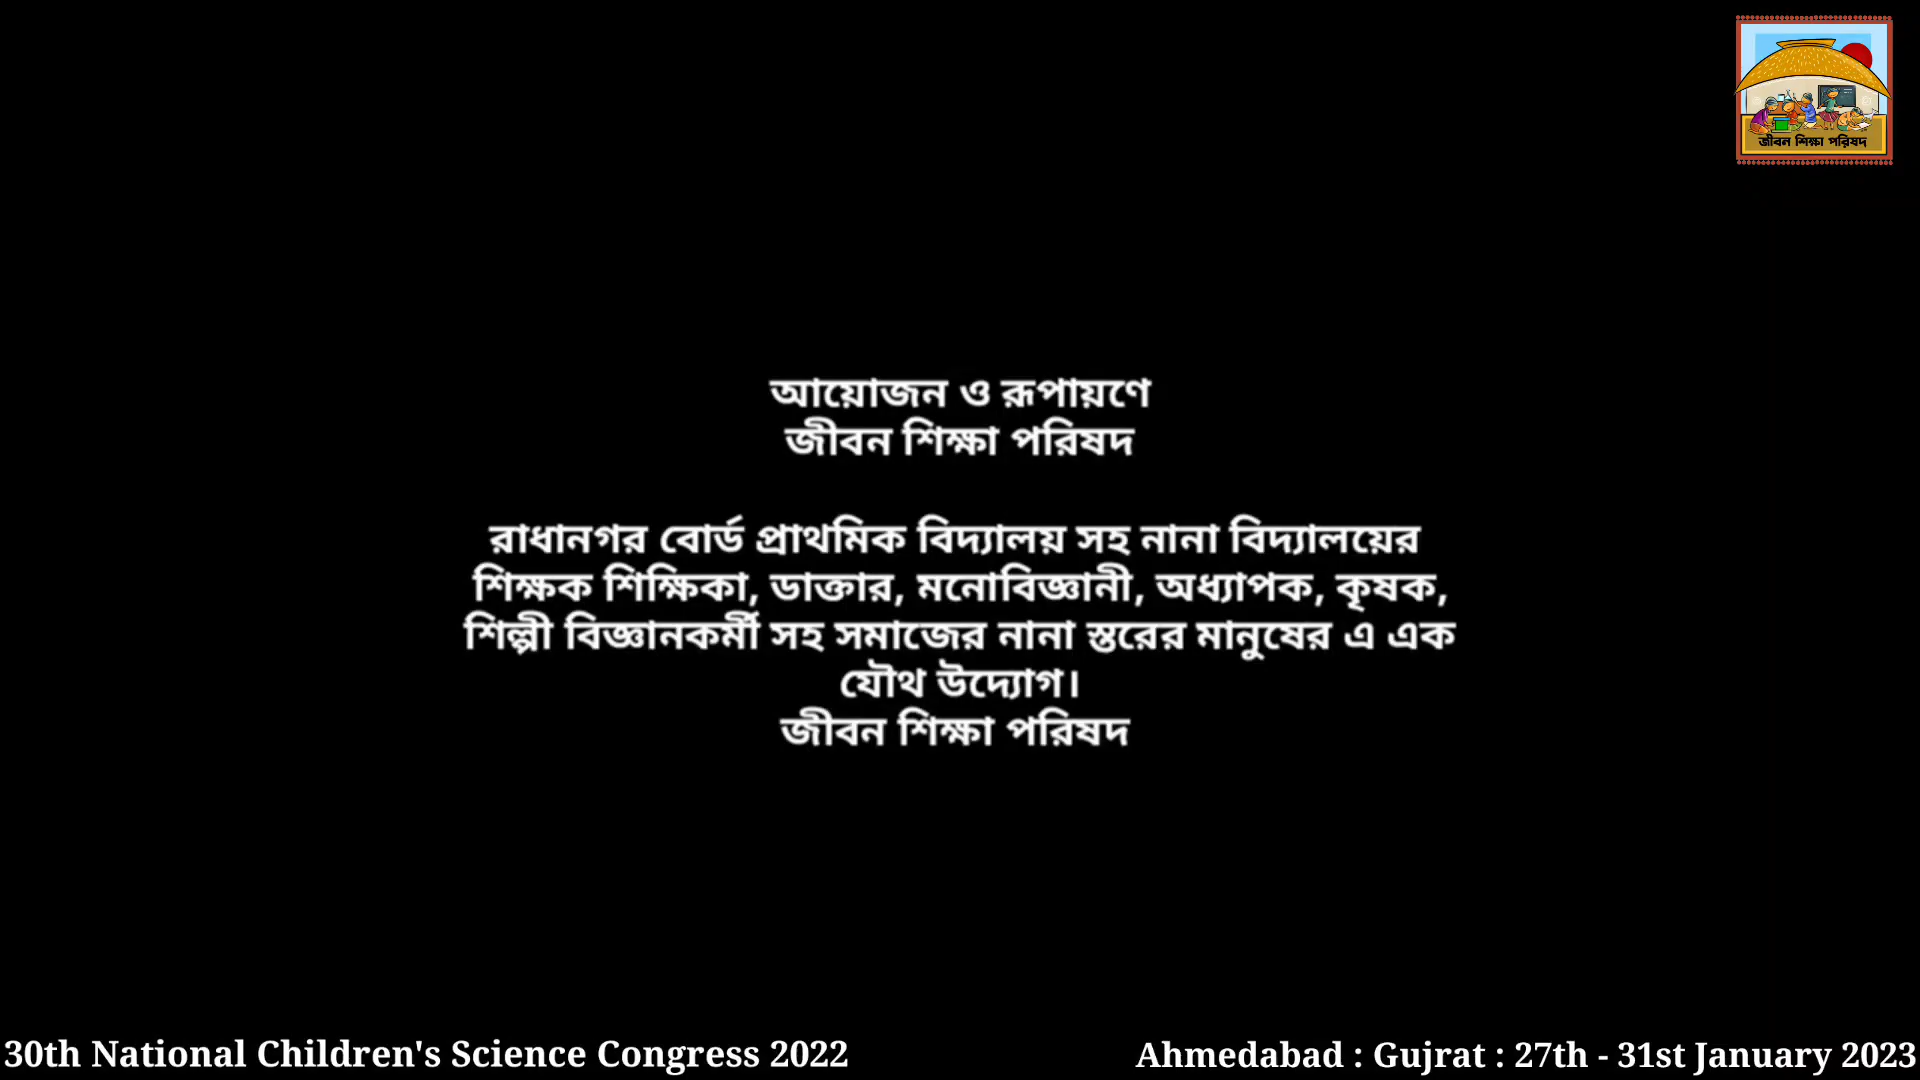 জীবন শিক্ষা পরিষদ
আয়োজন ও রূপায়ণে
জীবন শিক্ষা পরিষদ
রাধানগর বোর্ড প্রাথমিক বিদ্যালয় সহ নানা বিদ্যালয়ের
শিক্ষক শিক্ষিকা, ডাক্তার, মনোবিজ্ঞানী, অধ্যাপক, কৃষক,
শিল্পী বিজ্ঞানকর্মী সহ সমাজের নানা স্তরের মানুষের এ এক
যৌথ উদ্যোগ।
জীবন শিক্ষা পরিষদ
30th National Children's Science Congress 2022
Ahmedabad : Gujrat : 27th - 31st January 2023